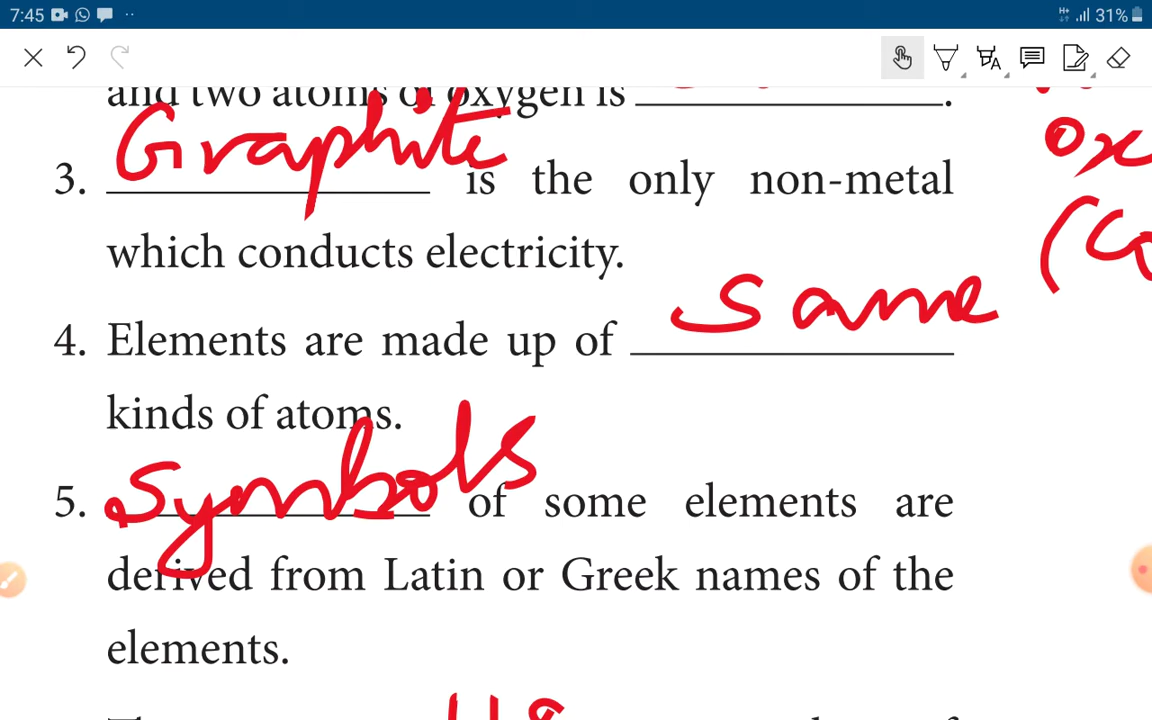 7:45 31%
and two atoms of oxygen is ____________.
ox
3. Graphite is the only non-metal
which conducts electricity.
4. Elements are made up of same
kinds of atoms.
5. Symbols of some elements are
derived from Latin or Greek names of the
elements.